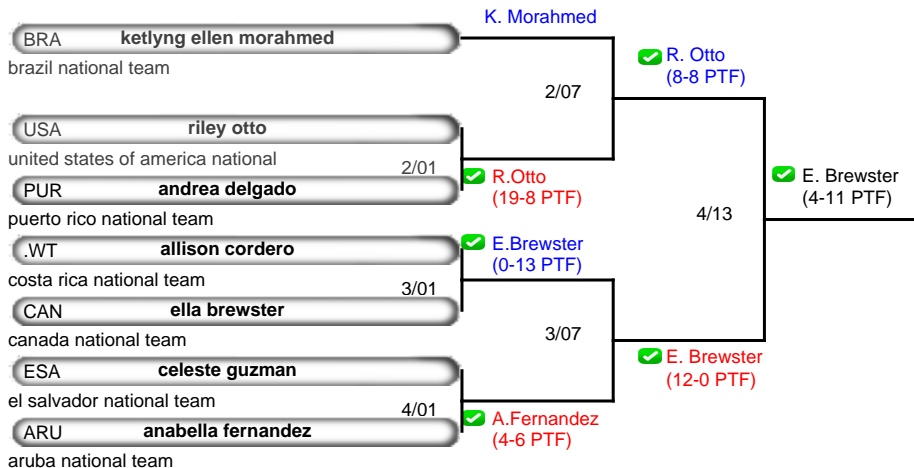 K. Morahmed
BRA ketlyng ellen morahmed
brazil national team
R. Otto
(8-8 PTF)
2/07
USA riley otto
united states of america national
2/01
R.Otto
(19-8 PTF)
PUR andrea delgado
puerto rico national team
E. Brewster
(4-11 PTF)
4/13
.WT allison cordero
costa rica national team
E.Brewster
(0-13 PTF)
3/01
CAN ella brewster
canada national team
3/07
E. Brewster
(12-0 PTF)
ESA celeste guzman
el salvador national team
4/01
A.Fernandez
(4-6 PTF)
ARU anabella fernandez
aruba national team